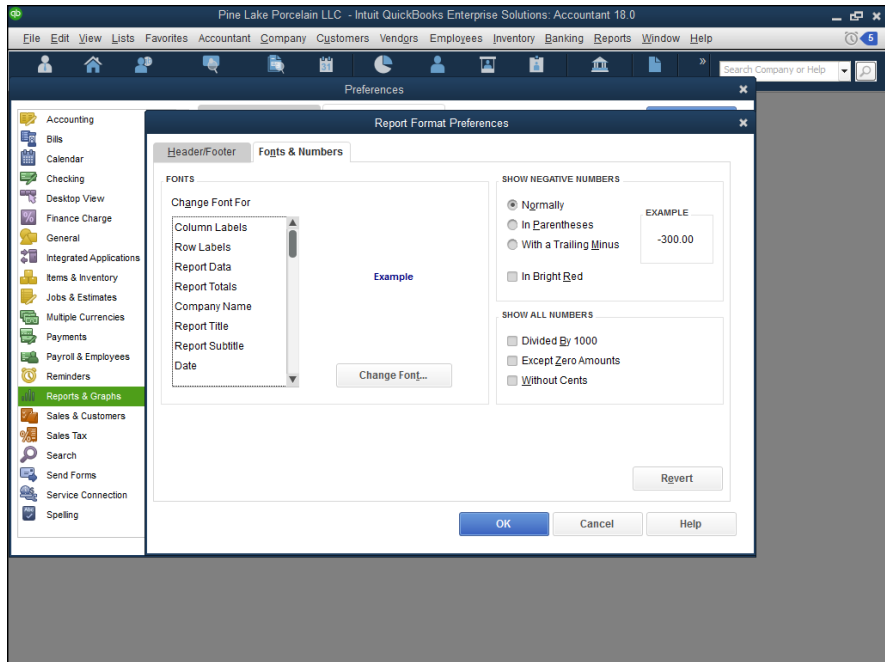 qb
Pine Lake Porcelain LLC - Intuit QuickBooks Enterprise Solutions: Accountant 18.0
File Edit View Lists Favorites Accountant Company Customers Vendors Employees Inventory Banking Reports Window Help 5
31 » Search Company or Help
Preferences
Report Format Preferences
Accounting
Bills
Calendar
Checking
Desktop View
Finance Charge
General
Integrated Applications
Items & Inventory
Jobs & Estimates
Multiple Currencies
Payments
Payroll & Employees
Reminders
Reports & Graphs
Sales & Customers
Sales Tax
Search
Send Forms
Service Connection
ABC
Spelling
Header/Footer Fonts & Numbers
FONTS
Change Font For
Column Labels
Row Labels
Report Data
Report Totals
Company Name
Report Title
Report Subtitle
Date
Example
Change Font...
SHOW NEGATIVE NUMBERS
Normally
In Parentheses
With a Trailing Minus
In Bright Red
EXAMPLE
-300.00
SHOW ALL NUMBERS
Divided By 1000
Except Zero Amounts
Without Cents
Revert
OK Cancel Help